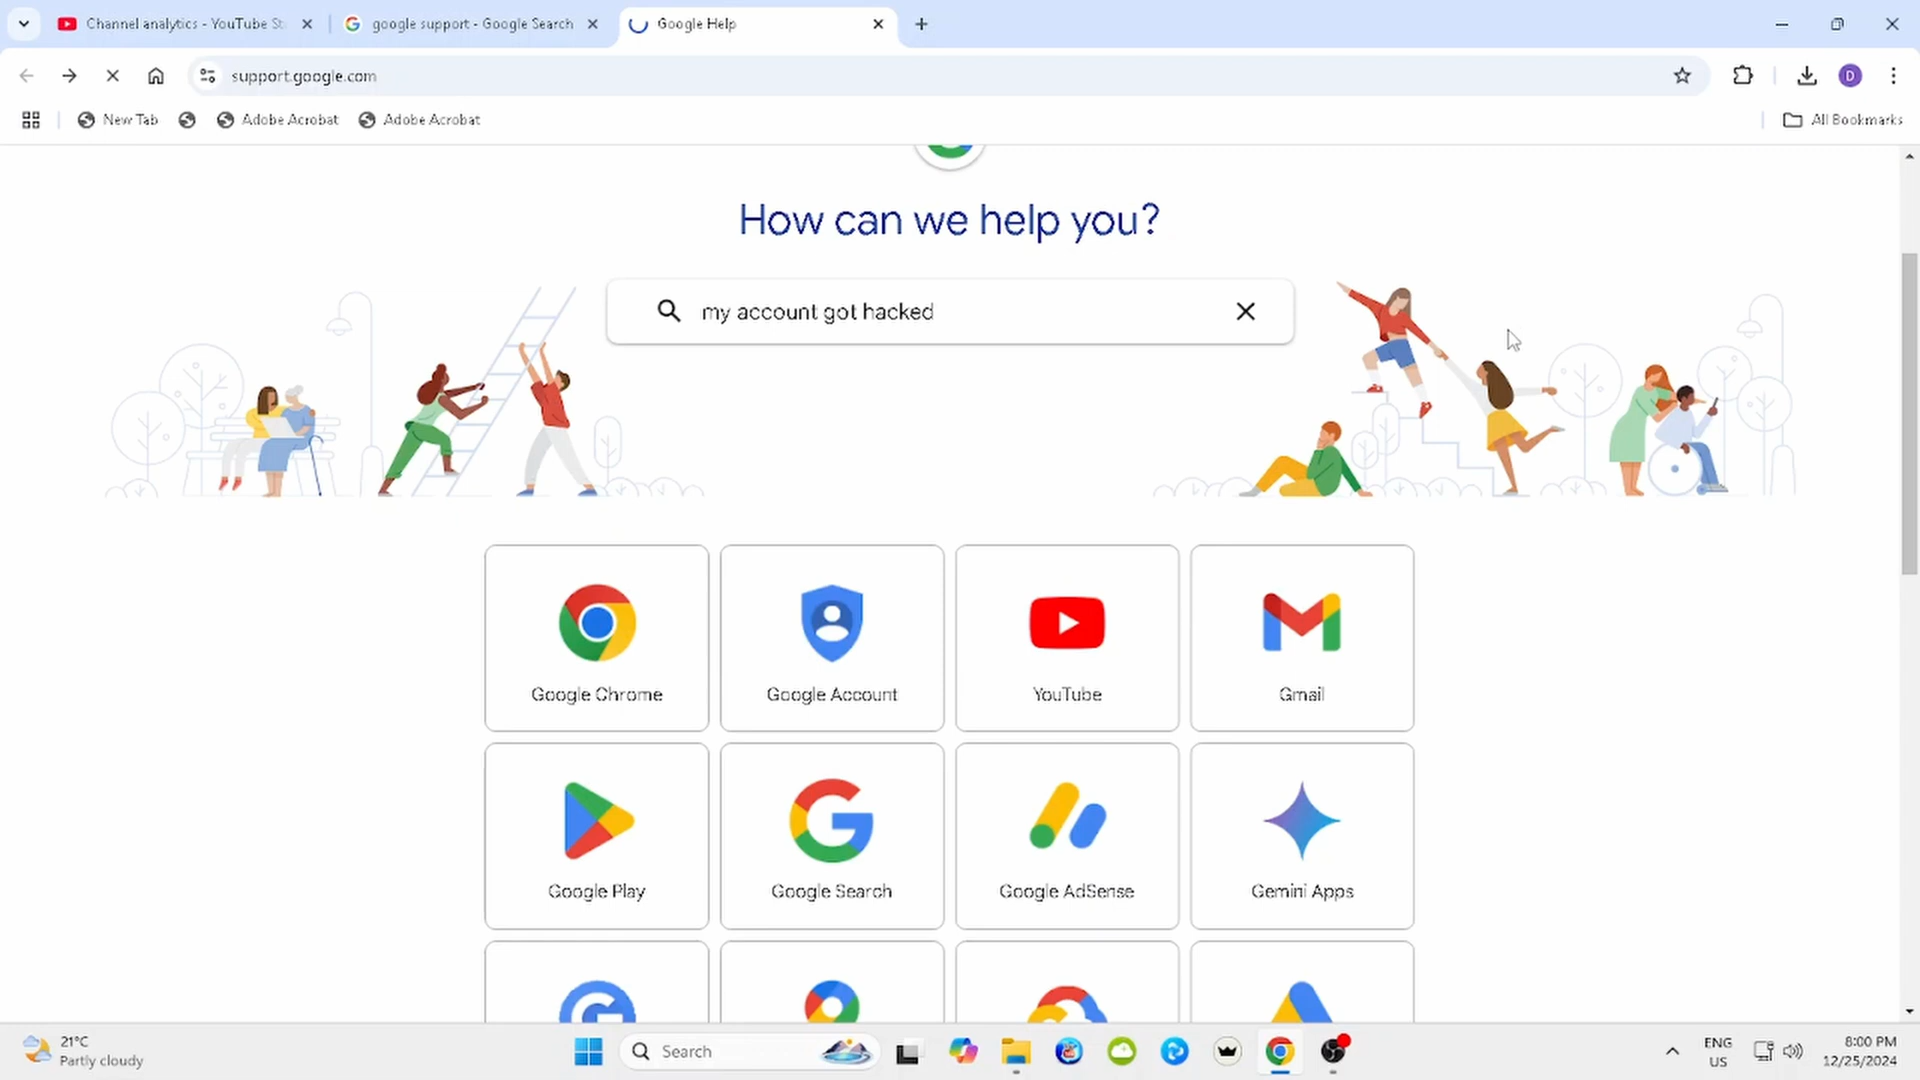 Channel analytics - YouTube St
google support - Google Search
Google Help
support.google.com
D
New Tab
Adobe Acrobat
Adobe Acrobat
All Bookmarks
How can we help you?
my account got hacked
Google Chrome
Google Account
YouTube
Gmail
Google Play
Google Search
Google AdSense
Gemini Apps
21°C
Partly cloudy
Search
ENG
US
8:00 PM
12/25/2024